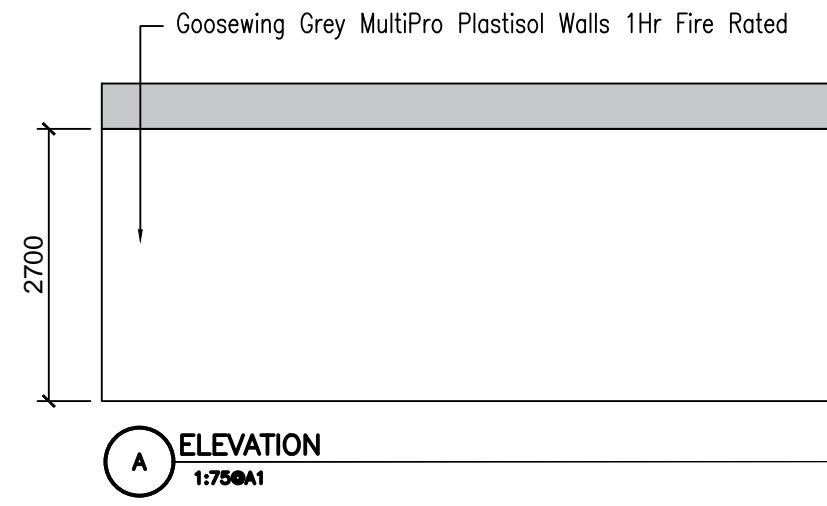 Goosewing Grey MultiPro Plastisol Walls 1Hr Fire Rated
2700
A
ELEVATION
1:75@A1